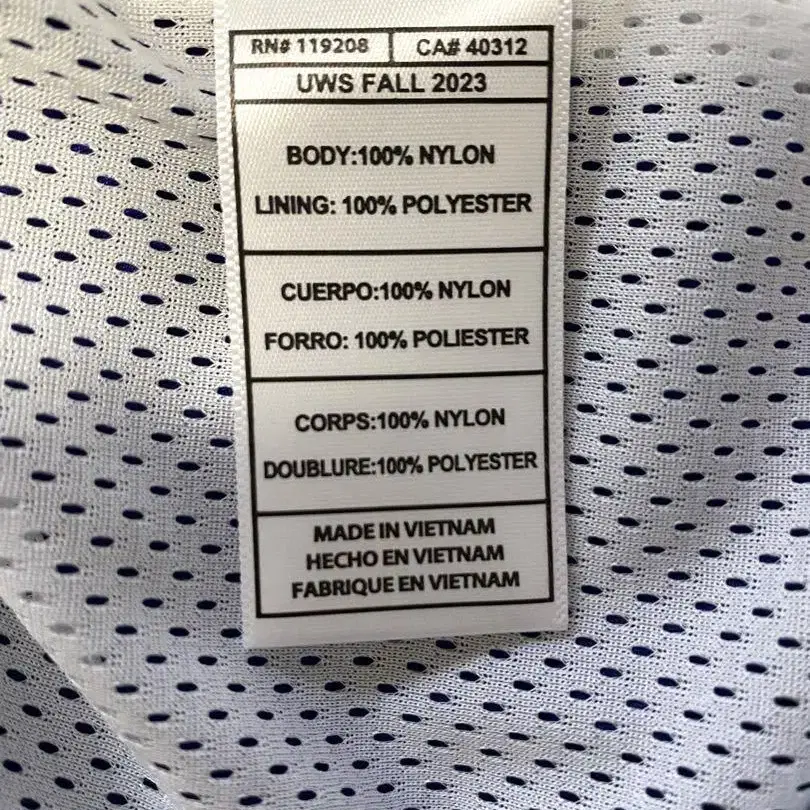 RN# 119208 CA# 40312
UWS FALL 2023
BODY:100% NYLON
LINING: 100% POLYESTER
CUERPO:100% NYLON
FORRO: 100% POLIESTER
CORPS:100% NYLON
DOUBLURE:100% POLYESTER
MADE IN VIETNAM
HECHO EN VIETNAM
FABRIQUE EN VIETNAM